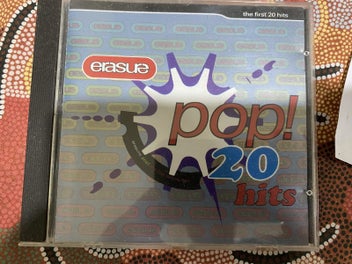 the first 20 hits
erasure
pop!
20
hits